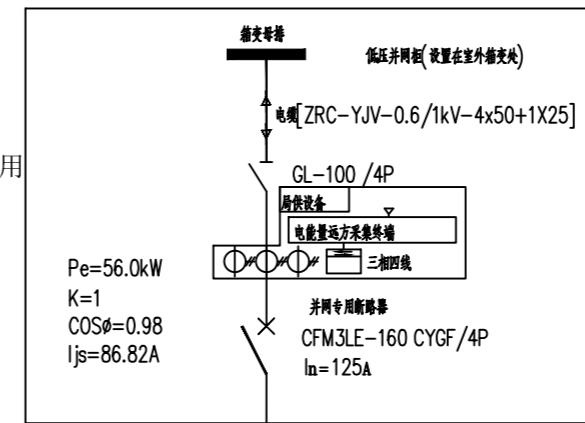 箱变母排
低压并网柜(设置在室外箱变处)
电缆[ZRC-YJV-0.6/1kV-4x50+1X25]
用
GL-100 /4P
局供设备
电能量远方采集终端
三相四线
Pe=56.0kW
K=1
COSø=0.98
Ijs=86.82A
并网专用断路器
CFM3LE-160 CYGF/4P
In=125A